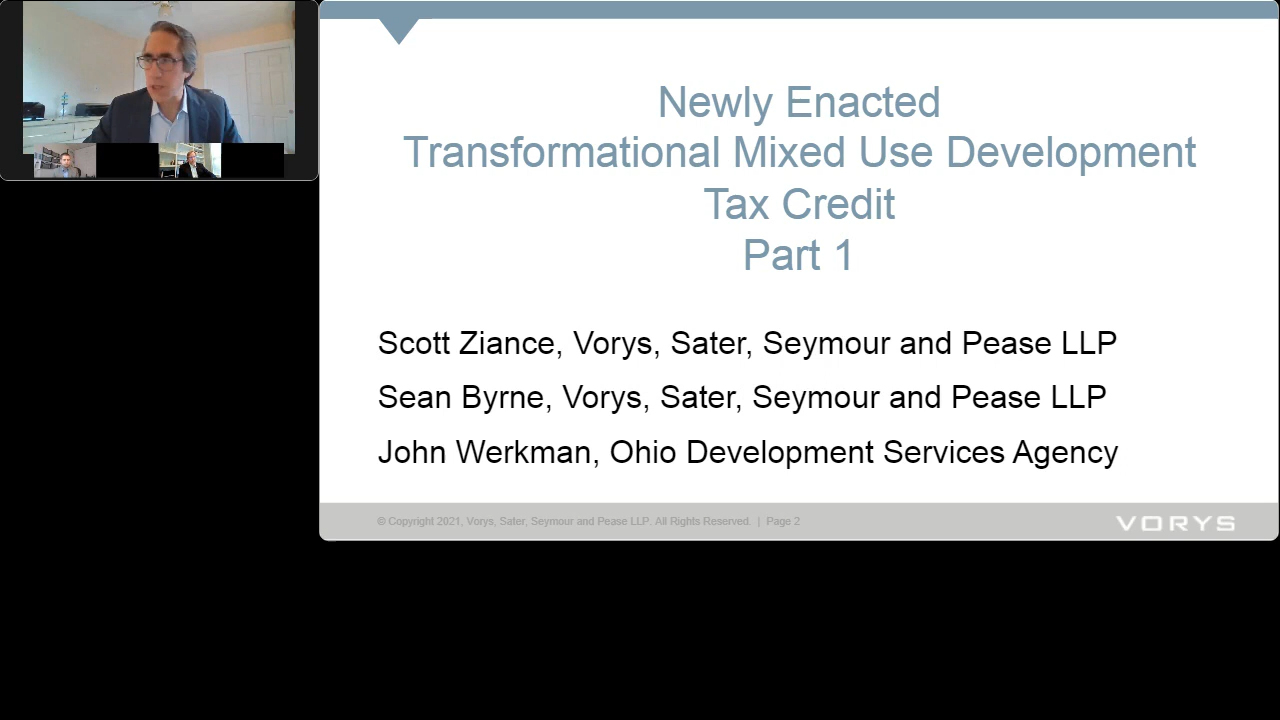 Newly Enacted
Transformational Mixed Use Development
Tax Credit
Part 1
Scott Ziance, Vorys, Sater, Seymour and Pease LLP
Sean Byrne, Vorys, Sater, Seymour and Pease LLP
John Werkman, Ohio Development Services Agency
© Copyright 2021, Vorys, Sater, Seymour and Pease LLP. All Rights Reserved. | Page 2
VORYS